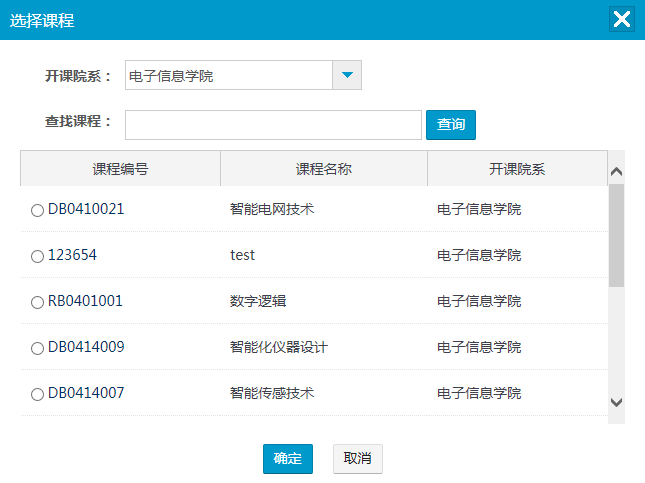 选择课程
开课院系： 电子信息学院
查找课程： 查询
课程编号 课程名称 开课院系
DB0410021 智能电网技术 电子信息学院
123654 test 电子信息学院
RB0401001 数字逻辑 电子信息学院
DB0414009 智能化仪器设计 电子信息学院
DB0414007 智能传感技术 电子信息学院
确定 取消